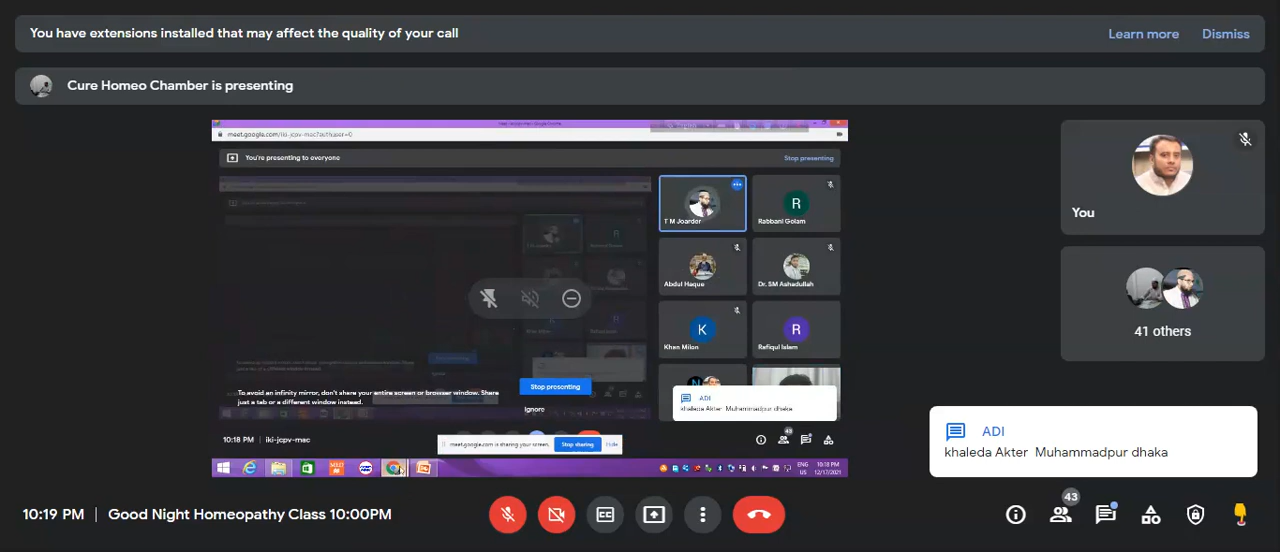 You have extensions installed that may affect the quality of your call
Learn more
Dismiss
Cure Homeo Chamber is presenting
meet.google.com/iki-jcpv-mac?authuser=0
You're presenting to everyone
Stop presenting
T M Joarder
R
Rabbani Golam
Abdul Haque
Dr. SM Ashadullah
K
Khan Milon
R
Rafiqul Islam
To avoid an infinity mirror, don't share your entire screen or browser window. Share
just a tab or a different window instead.
Stop presenting
Ignore
ADI
khaleda Akter Muhammadpur dhaka
10:18 PM | iki-jcpv-mac
meet.google.com is sharing your screen.
Stop sharing
Hide
43
ENG
US
10:18 PM
12/17/2021
You
41 others
ADI
khaleda Akter Muhammadpur dhaka
10:19 PM | Good Night Homeopathy Class 10:00PM
CC
43